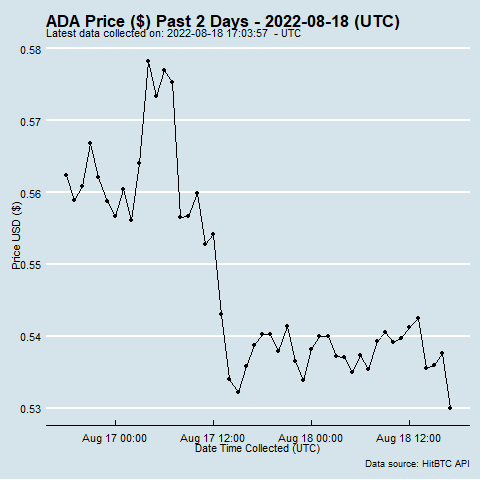 ADA Price ($) Past 2 Days - 2022-08-18 (UTC)
Latest data collected on: 2022-08-18 17:03:57 - UTC
0.58
0.57
0.56
0.55
0.54
0.53
Price USD ($)
Aug 17 00:00 Aug 17 12:00 Aug 18 00:00 Aug 18 12:00
Date Time Collected (UTC)
Data source: HitBTC API